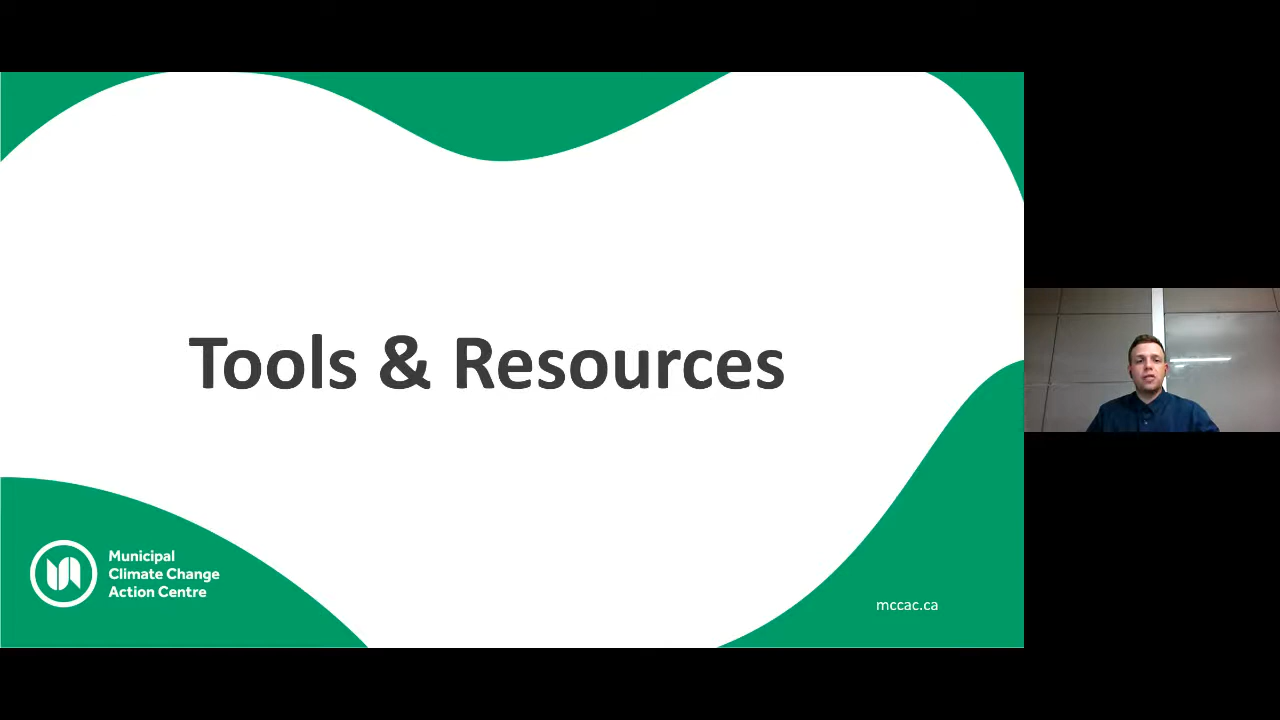 Tools & Resources
Municipal
Climate Change
Action Centre
mccac.ca